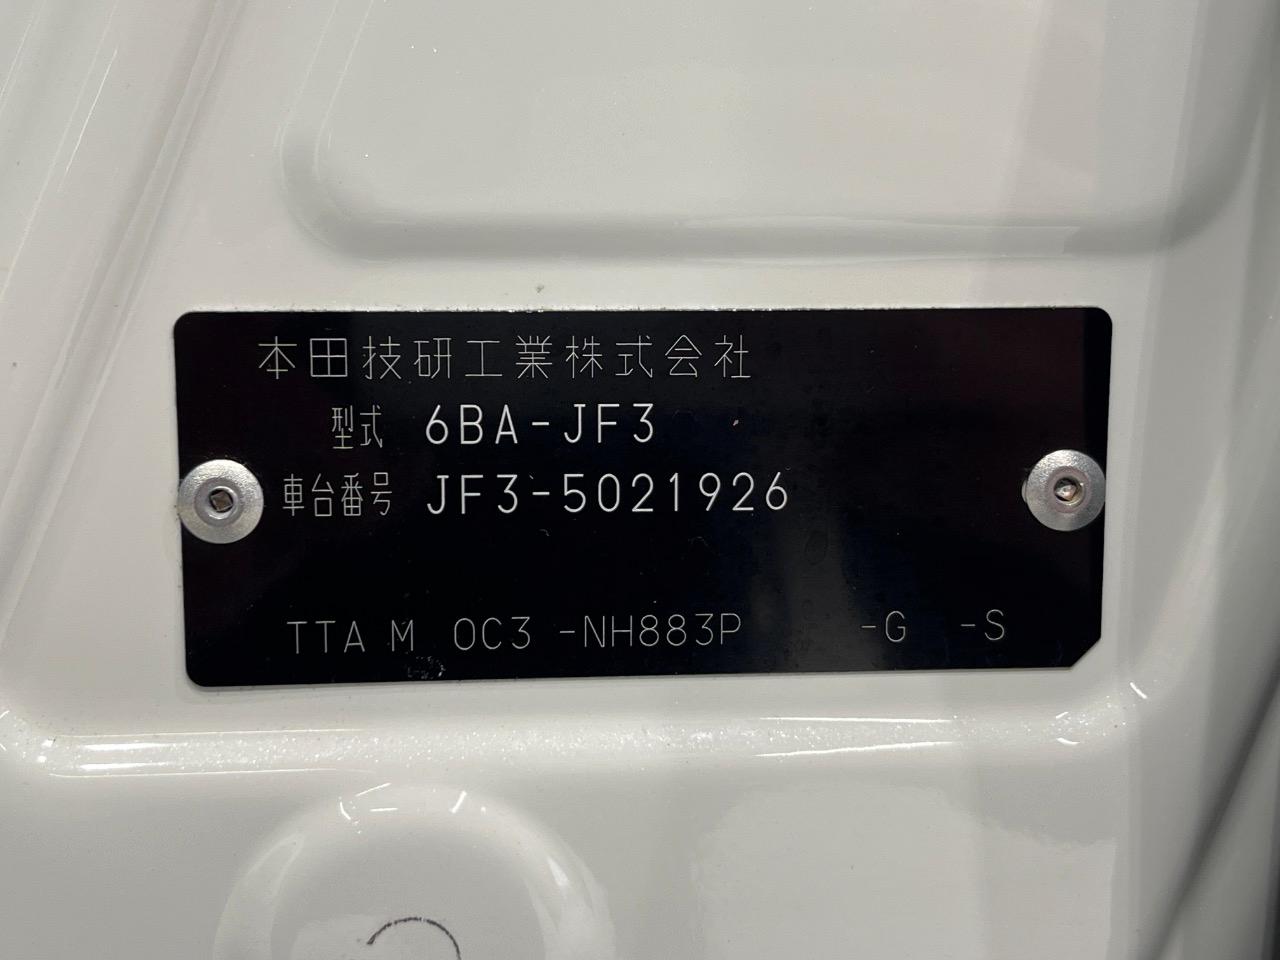 本田技研工業株式会社
型式 6BA-JF3
車台番号 JF3-5021926
TTA M 0C3 -NH883P -G -S